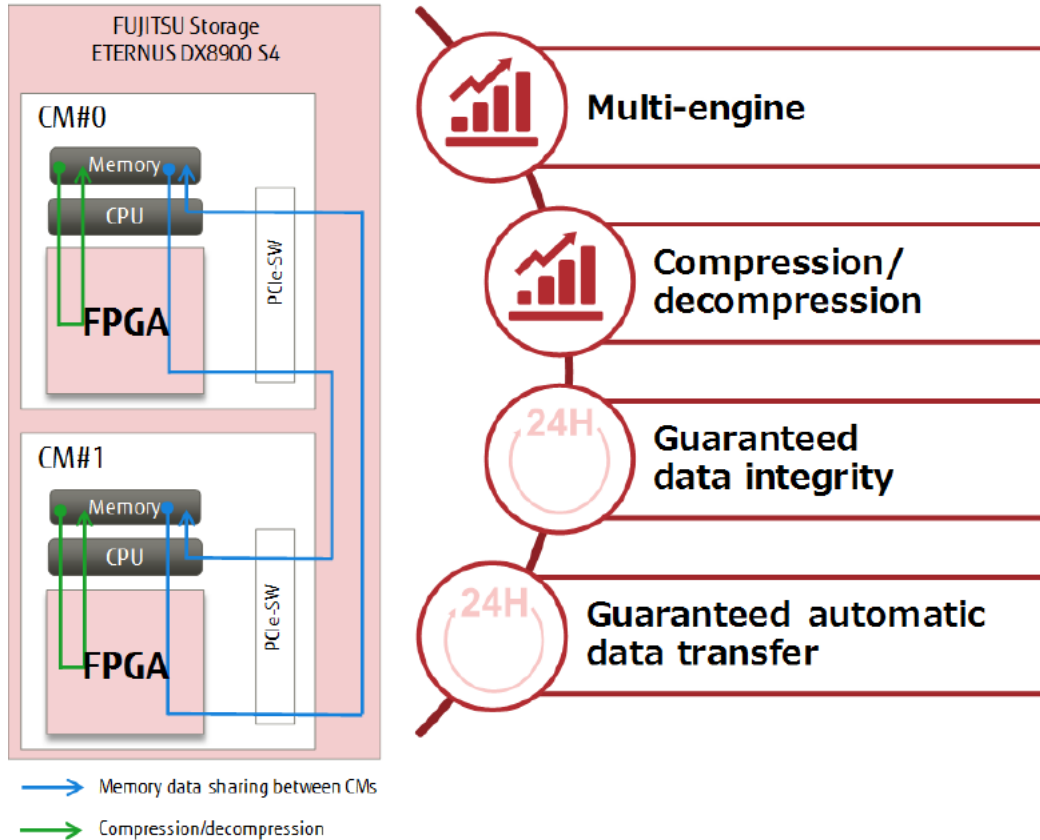 FUJITSU Storage
ETERNUS DX8900 S4
CM#0
Memory
CPU
FPGA
PCIe-SW
CM#1
Memory
CPU
FPGA
PCIe-SW
Memory data sharing between CMs
Compression/decompression
Multi-engine
Compression/
decompression
24H
Guaranteed
data integrity
24H
Guaranteed automatic
data transfer